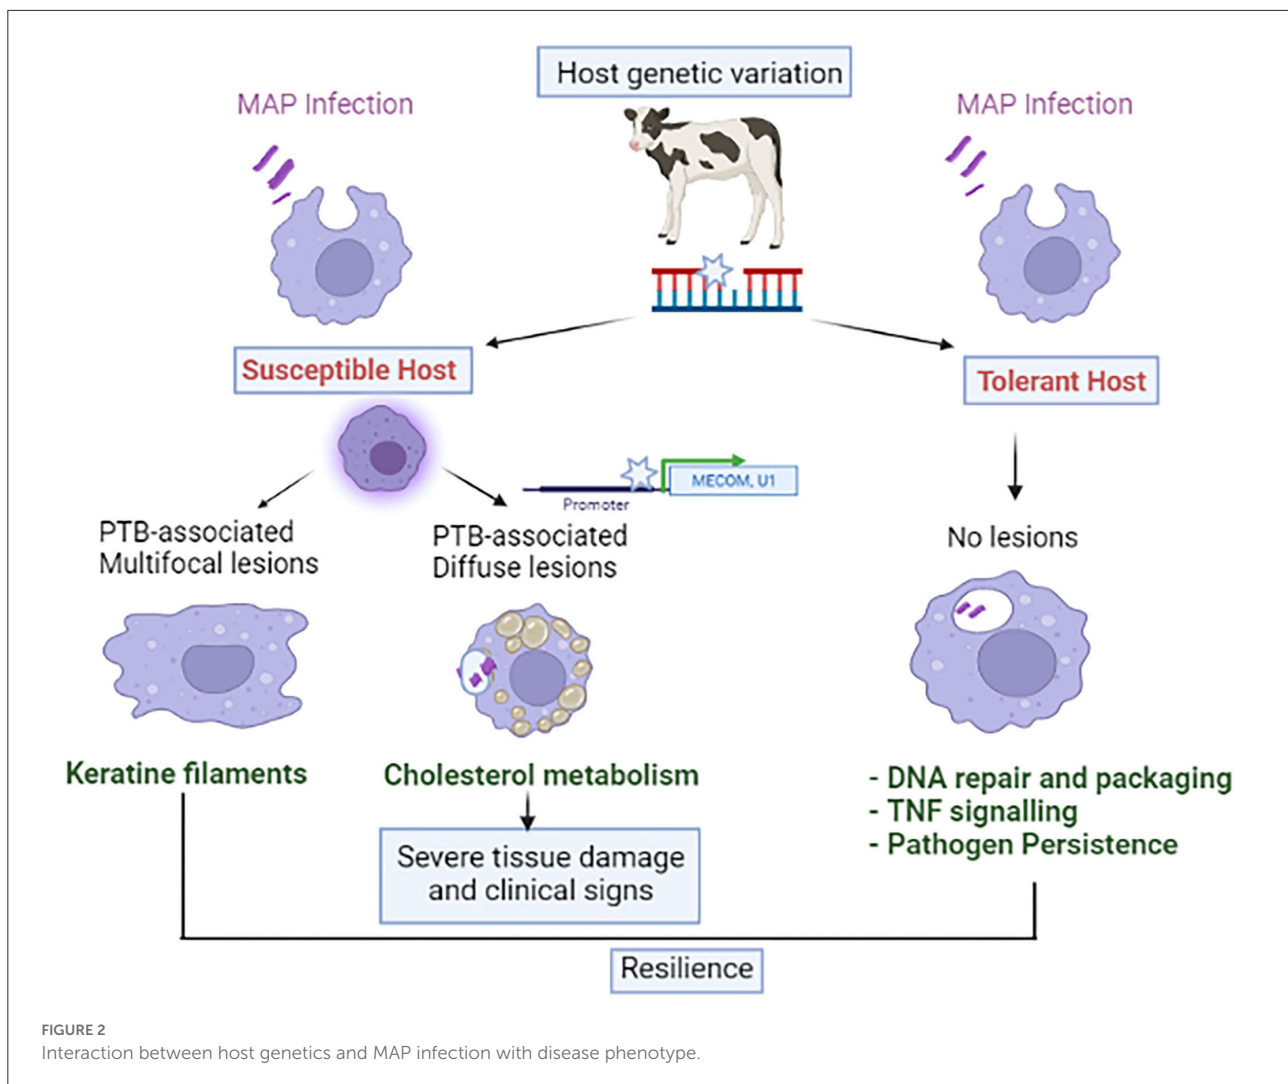 Host genetic variation
MAP Infection
MAP Infection
Susceptible Host
Tolerant Host
MECOM, U1
Promoter
PTB-associated
Multifocal lesions
PTB-associated
Diffuse lesions
No lesions
Keratine filaments
Cholesterol metabolism
- DNA repair and packaging
- TNF signalling
- Pathogen Persistence
Severe tissue damage
and clinical signs
Resilience
FIGURE 2
Interaction between host genetics and MAP infection with disease phenotype.